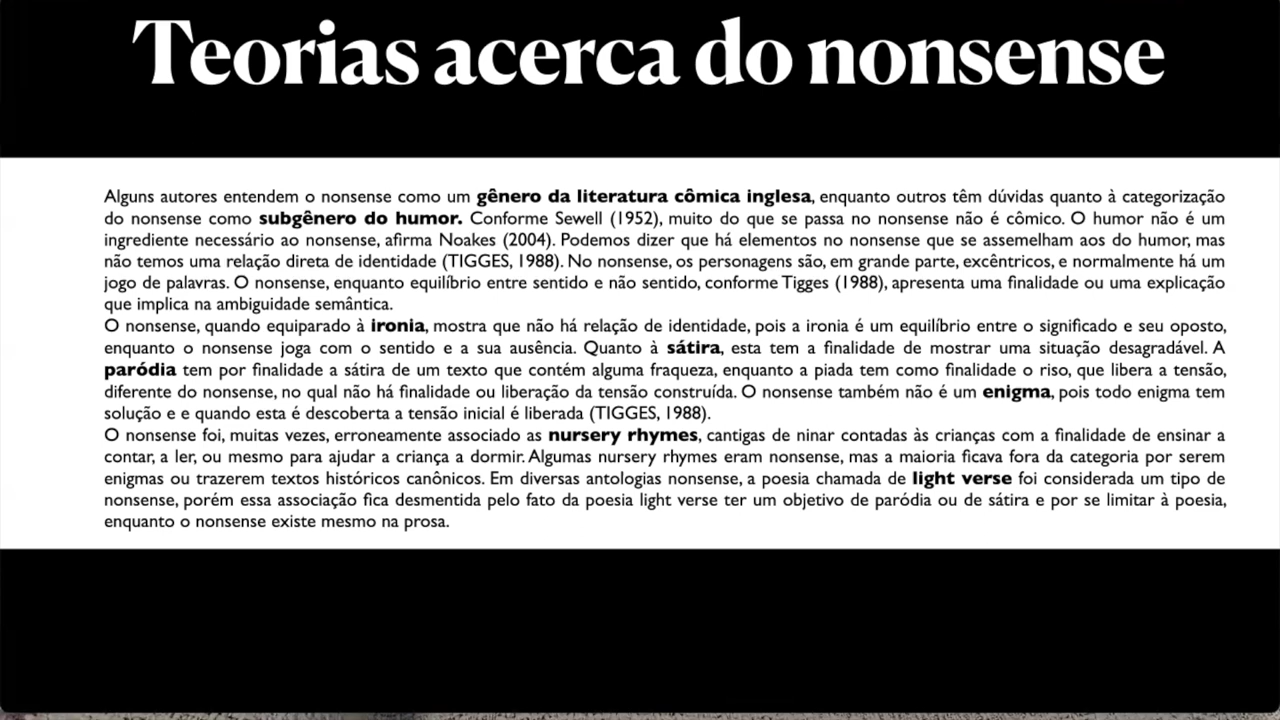 Teorias acerca do nonsense
Alguns autores entendem o nonsense como um gênero da literatura cômica inglesa, enquanto outros têm dúvidas quanto à categorização
do nonsense como subgênero do humor. Conforme Sewell (1952), muito do que se passa no nonsense não é cômico. O humor não é um
ingrediente necessário ao nonsense, afirma Noakes (2004). Podemos dizer que há elementos no nonsense que se assemelham aos do humor, mas
não temos uma relação direta de identidade (TIGGES, 1988). No nonsense, os personagens são, em grande parte, excêntricos, e normalmente há um
jogo de palavras. O nonsense, enquanto equilíbrio entre sentido e não sentido, conforme Tigges (1988), apresenta uma finalidade ou uma explicação
que implica na ambiguidade semântica.
O nonsense, quando equiparado à ironia, mostra que não há relação de identidade, pois a ironia é um equilíbrio entre o significado e seu oposto,
enquanto o nonsense joga com o sentido e a sua ausência. Quanto à sátira, esta tem a finalidade de mostrar uma situação desagradável. A
paródia tem por finalidade a sátira de um texto que contém alguma fraqueza, enquanto a piada tem como finalidade o riso, que libera a tensão,
diferente do nonsense, no qual não há finalidade ou liberação da tensão construída. O nonsense também não é um enigma, pois todo enigma tem
solução e e quando esta é descoberta a tensão inicial é liberada (TIGGES, 1988).
O nonsense foi, muitas vezes, erroneamente associado as nursery rhymes, cantigas de ninar contadas às crianças com a finalidade de ensinar a
contar, a ler, ou mesmo para ajudar a criança a dormir. Algumas nursery rhymes eram nonsense, mas a maioria ficava fora da categoria por serem
enigmas ou trazerem textos históricos canônicos. Em diversas antologias nonsense, a poesia chamada de light verse foi considerada um tipo de
nonsense, porém essa associação fica desmentida pelo fato da poesia light verse ter um objetivo de paródia ou de sátira e por se limitar à poesia,
enquanto o nonsense existe mesmo na prosa.